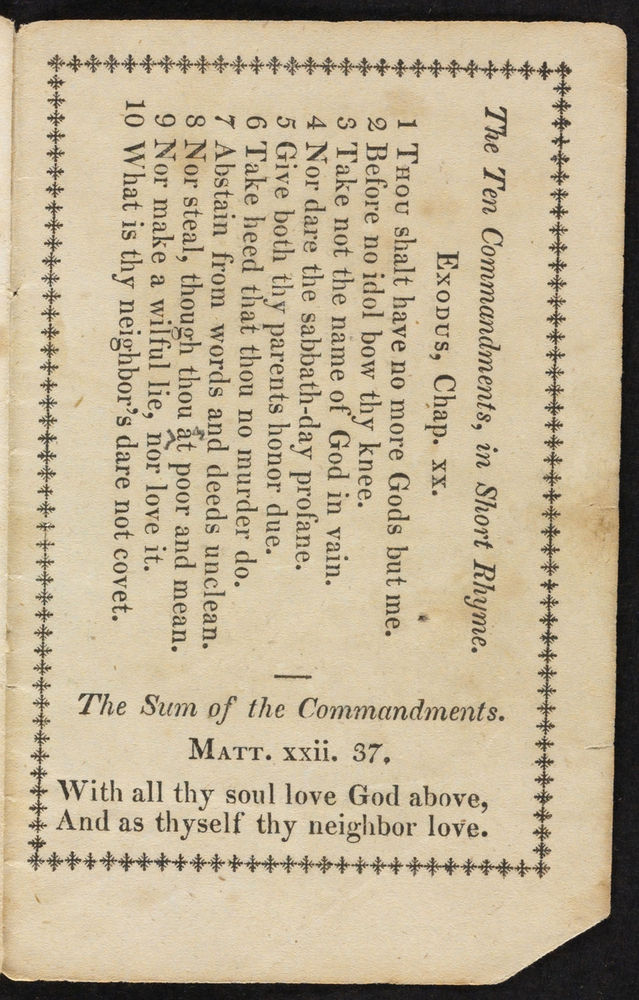 The Ten Commandments, in Short Rhyme.
EXODUS, Chap. xx.
1 THOU shalt have no more Gods but me.
2 Before no idol bow thy knee.
3 Take not the name of God in vain.
4 Nor dare the sabbath-day profane.
5 Give both thy parents honor due.
6 Take heed that thou no murder do.
7 Abstain from words and deeds unclean.
8 Nor steal, though thou at poor and mean.
9 Nor make a wilful lie, nor love it.
10 What is thy neighbor's dare not covet.
The Sum of the Commandments.
MATT. xxii. 37.
With all thy soul love God above,
And as thyself thy neighbor love.